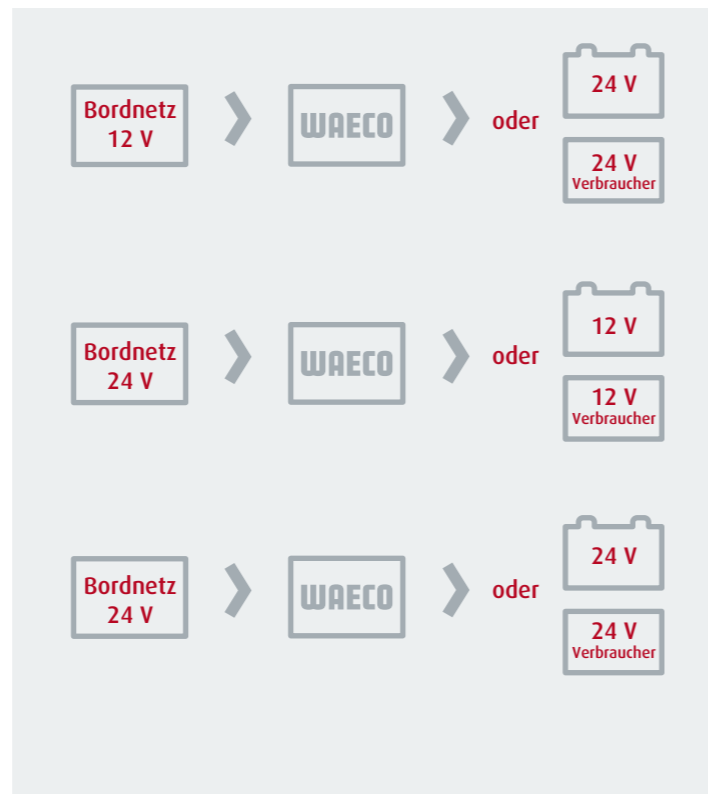 Bordnetz
12 V
WAECO
oder
24 V
24 V
Verbraucher
Bordnetz
24 V
WAECO
oder
12 V
12 V
Verbraucher
Bordnetz
24 V
WAECO
oder
24 V
24 V
Verbraucher